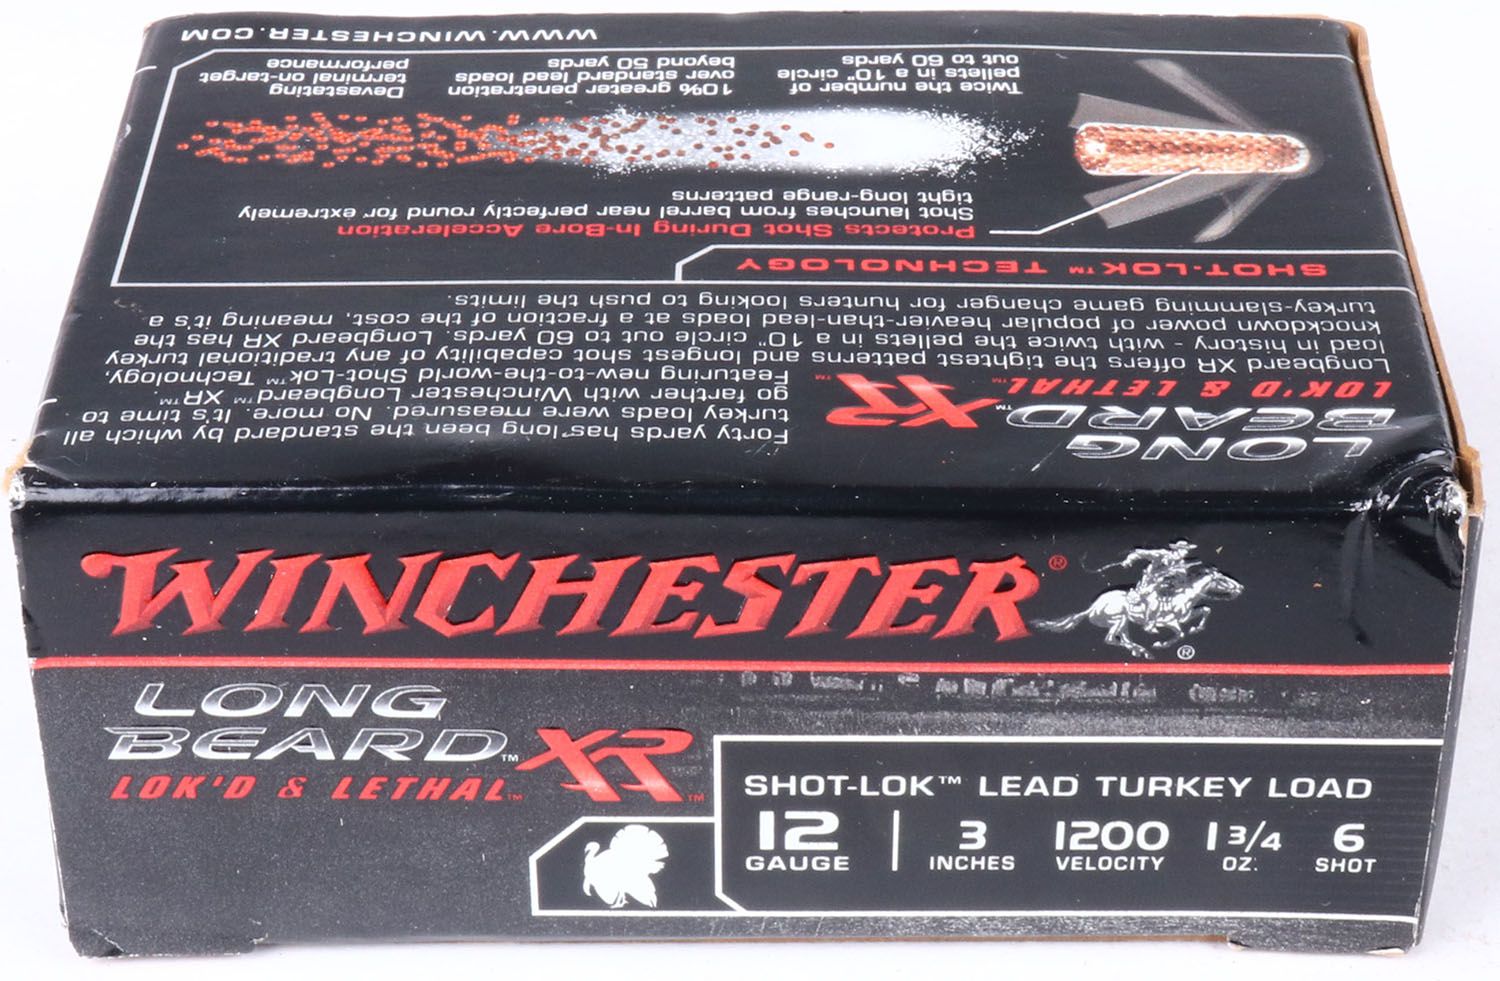 WINCHESTER®
®
LONG
BEARD™ XR™
LOK'D & LETHAL™
SHOT-LOK™ LEAD TURKEY LOAD
12 3 1200 1 3/4 6
GAUGE INCHES VELOCITY OZ. SHOT
LONG
BEARD™ XR™
LOK'D & LETHAL™
Forty yards has long been the standard by which all
turkey loads were measured. No more. It's time to
go farther with Winchester Longbeard XR™.
Featuring new-to-the-world Shot-Lok™ Technology,
Longbeard XR offers the tightest patterns and longest shot capability of any traditional turkey
load in history - with twice the pellets in a 10" circle out to 60 yards. Longbeard XR has the
knockdown power of popular heavier-than-lead loads at a fraction of the cost, meaning it's a
turkey-slamming game changer for hunters looking to push the limits.
SHOT-LOK™ TECHNOLOGY
Protects Shot During In-Bore Acceleration
Shot launches from barrel near perfectly round for extremely
tight long-range patterns
Twice the number of
pellets in a 10" circle
out to 60 yards
10% greater penetration
over standard lead loads
beyond 50 yards
Devastating
terminal on-target
performance
WWW.WINCHESTER.COM